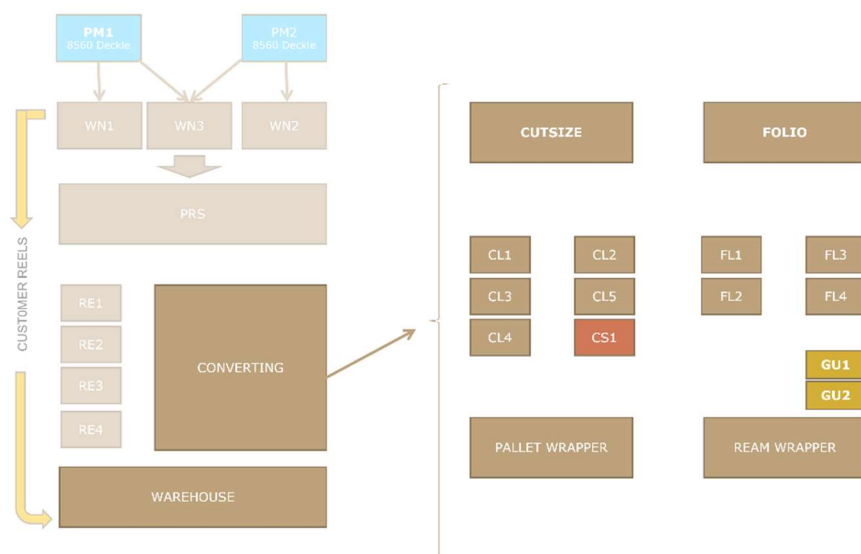 PM1
8560 Deckle
PM2
8560 Deckle
WN1
WN3
WN2
PRS
CUSTOMER REELS
RE1
RE2
RE3
RE4
CONVERTING
WAREHOUSE
CUTSIZE
FOLIO
CL1
CL2
FL1
FL3
CL3
CL5
FL2
FL4
CL4
CS1
GU1
GU2
PALLET WRAPPER
REAM WRAPPER